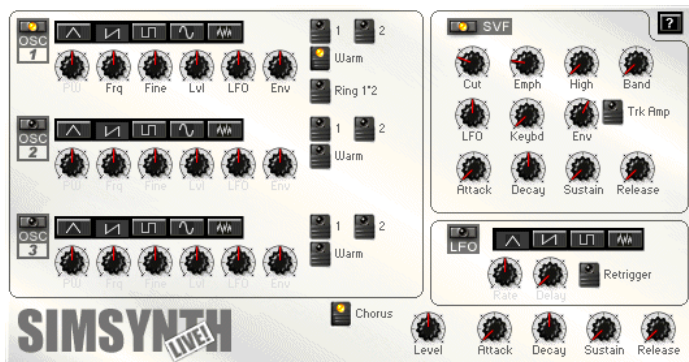 OSC 1
PW Frq Fine Lvl LFO Env
1 2
Warm
Ring 1*2
OSC 2
PW Frq Fine Lvl LFO Env
1 2
Warm
OSC 3
PW Frq Fine Lvl LFO Env
1 2
Warm
SVF
?
Cut Emph High Band
LFO Keybd Env Trk Amp
Attack Decay Sustain Release
LFO
Rate Delay Retrigger
SIMSYNTH LIVE!
Chorus
Level Attack Decay Sustain Release